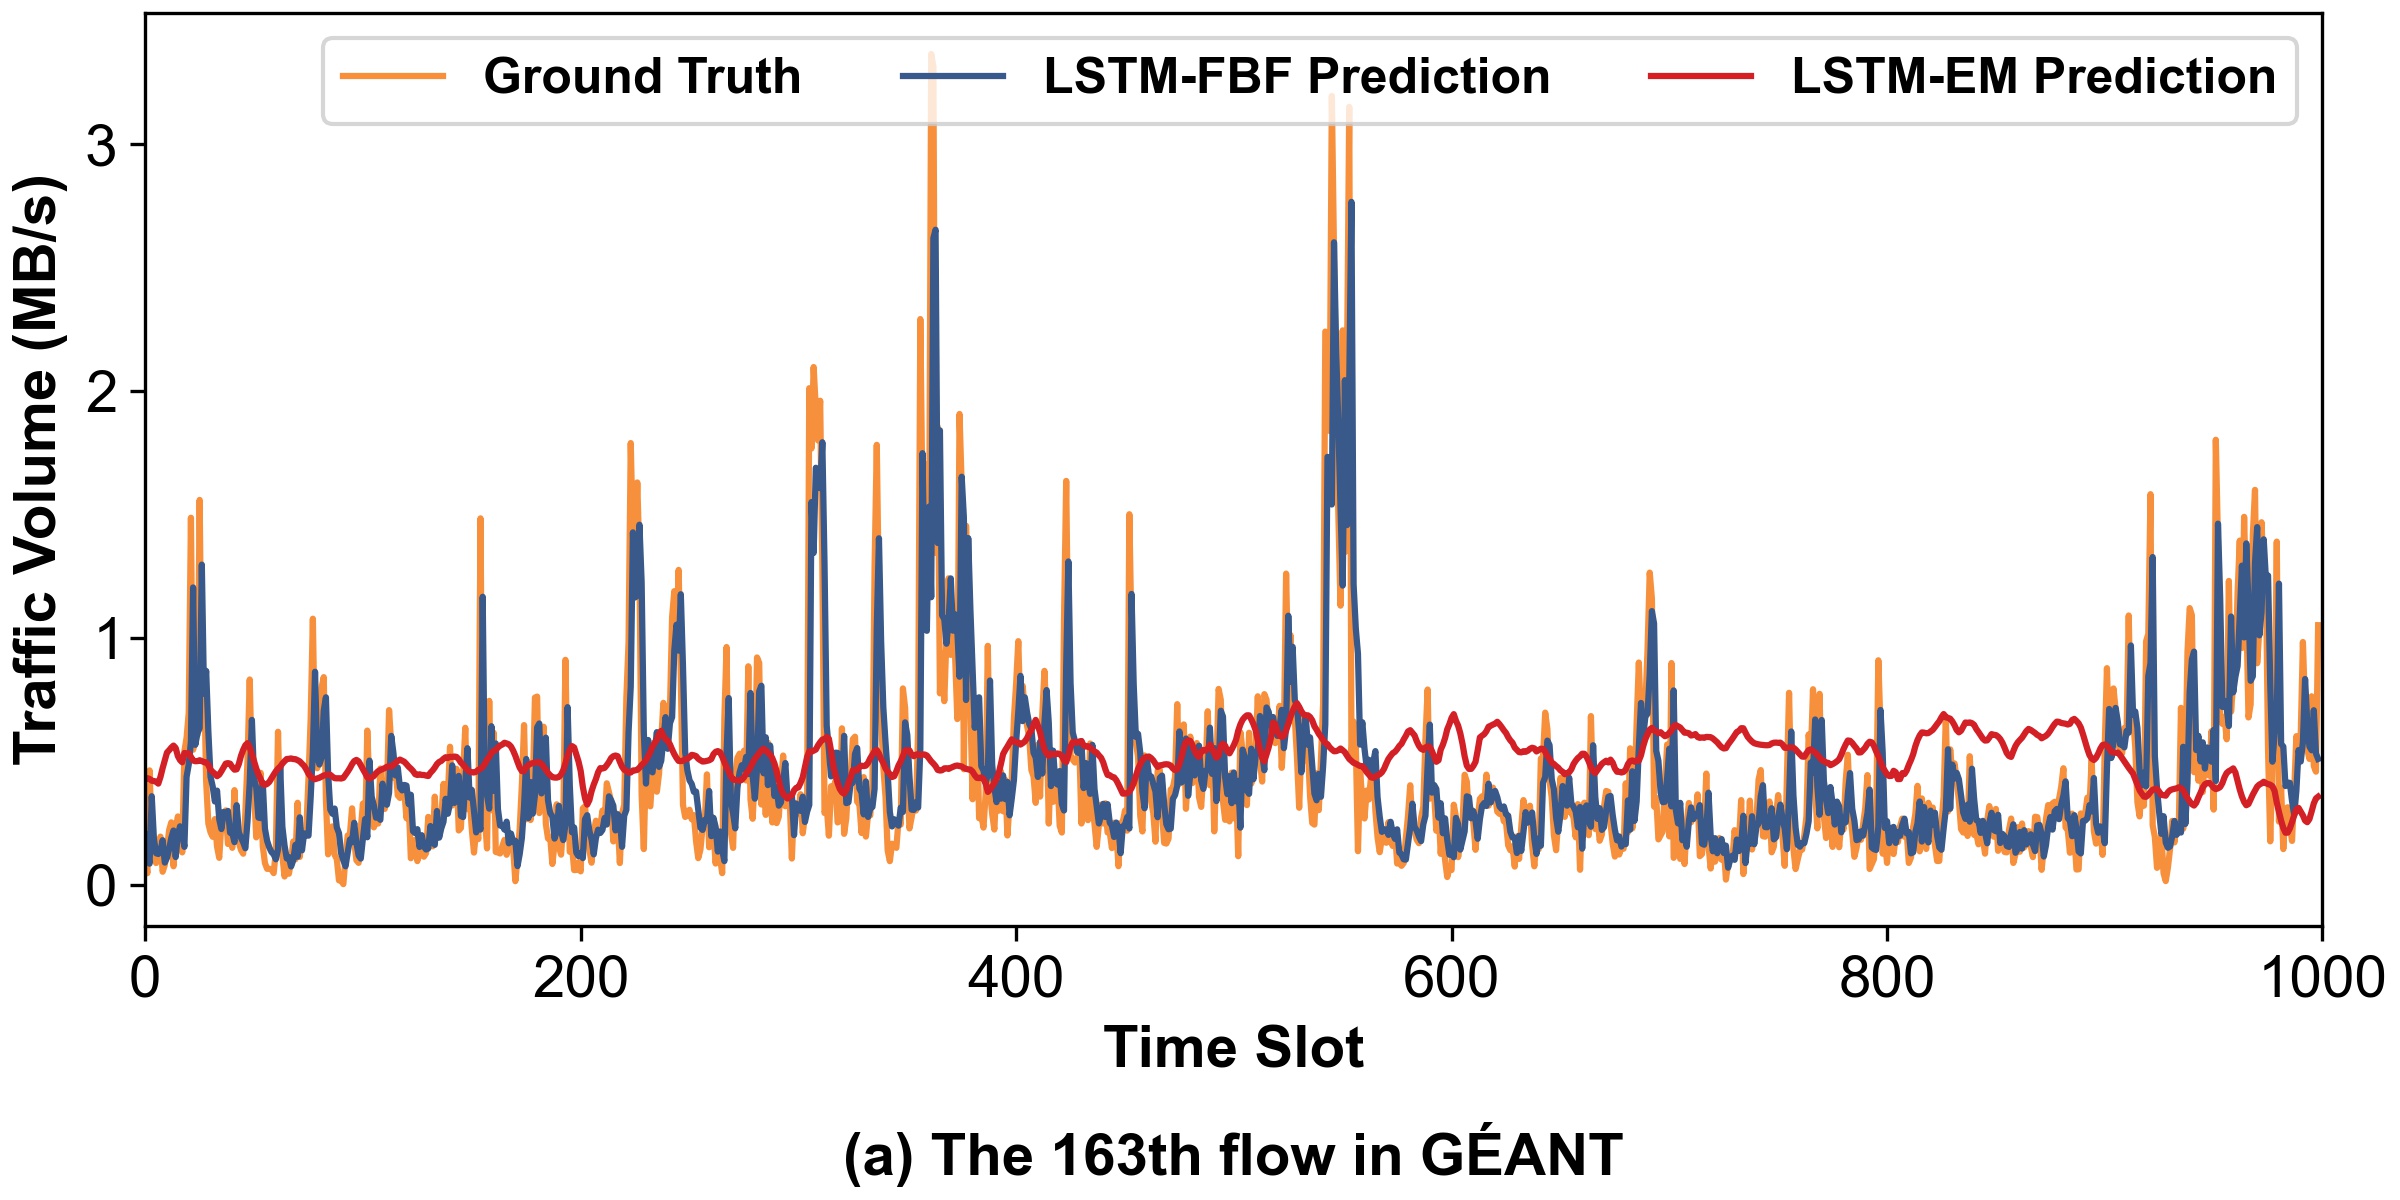 Ground Truth
LSTM-FBF Prediction
LSTM-EM Prediction
Traffic Volume (MB/s)
3
2
1
0
0
200
400
600
800
1000
Time Slot
(a) The 163th flow in GÉANT